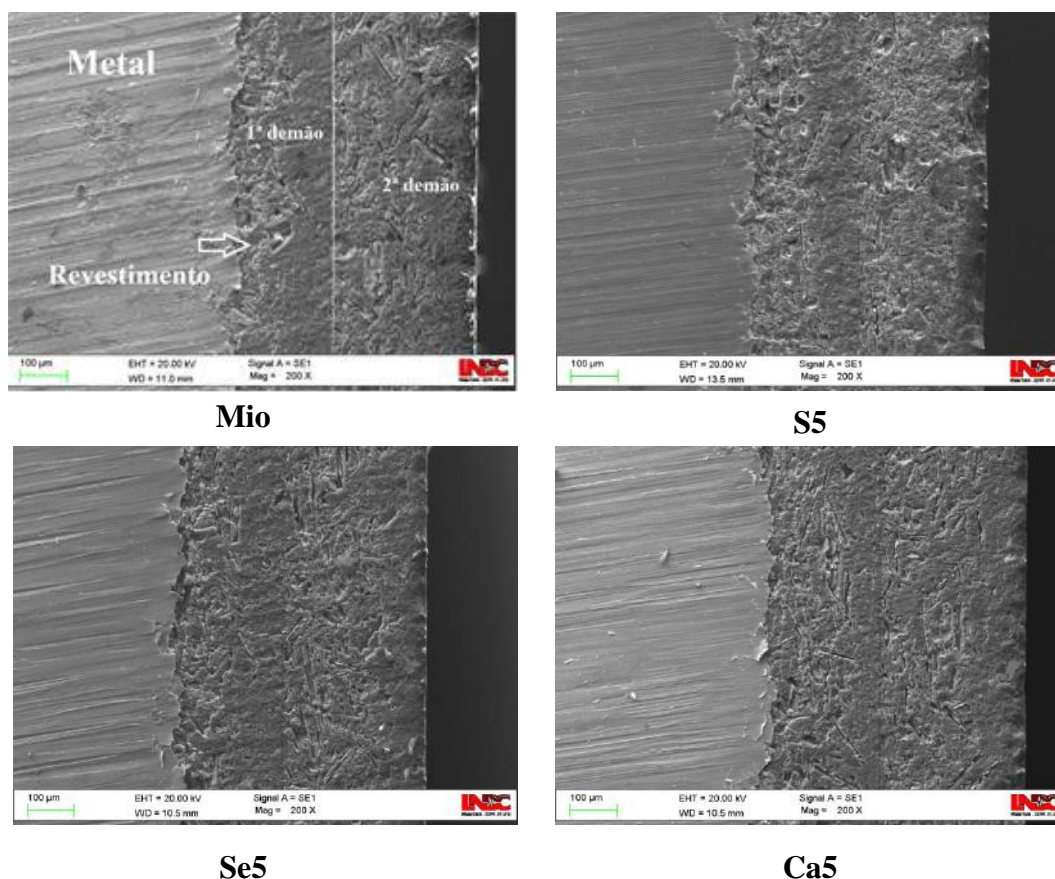 Metal
1ª demão
2ª demão
Revestimento
100 µm EHT = 20.00 kV Signal A = SE1
WD = 11.0 mm Mag = 200 X
Mio
100 µm EHT = 20.00 kV Signal A = SE1
WD = 13.5 mm Mag = 200 X
S5
100 µm EHT = 20.00 kV Signal A = SE1
WD = 10.5 mm Mag = 200 X
Se5
100 µm EHT = 20.00 kV Signal A = SE1
WD = 10.5 mm Mag = 200 X
Ca5